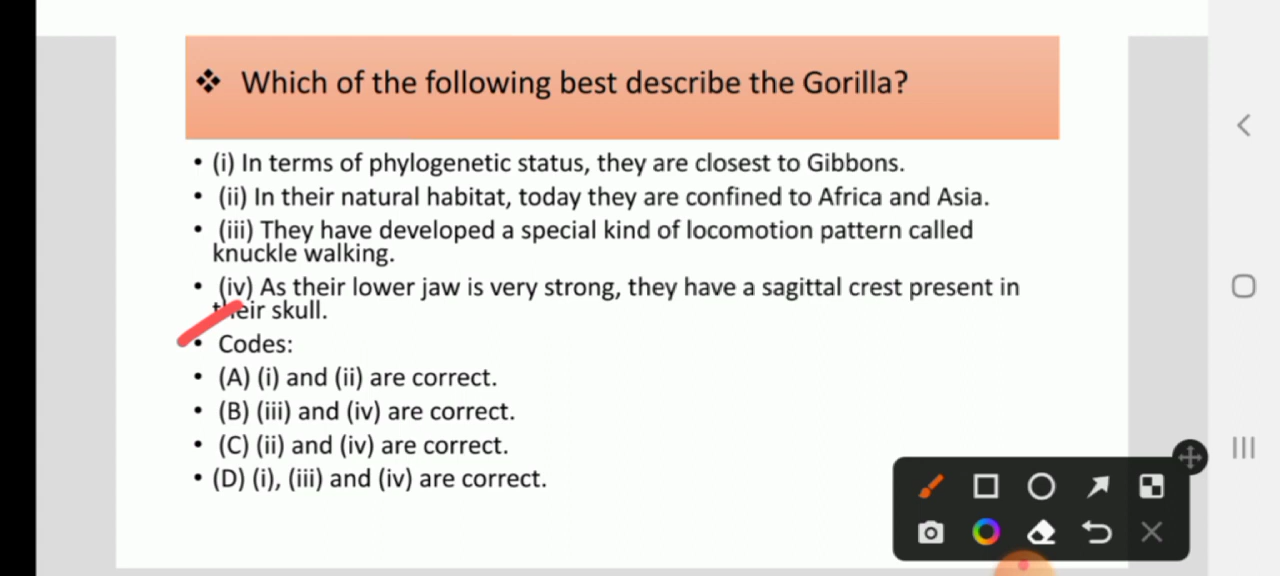 ❖ Which of the following best describe the Gorilla?
• (i) In terms of phylogenetic status, they are closest to Gibbons.
• (ii) In their natural habitat, today they are confined to Africa and Asia.
• (iii) They have developed a special kind of locomotion pattern called
knuckle walking.
• (iv) As their lower jaw is very strong, they have a sagittal crest present in
their skull.
• Codes:
• (A) (i) and (ii) are correct.
• (B) (iii) and (iv) are correct.
• (C) (ii) and (iv) are correct.
• (D) (i), (iii) and (iv) are correct.